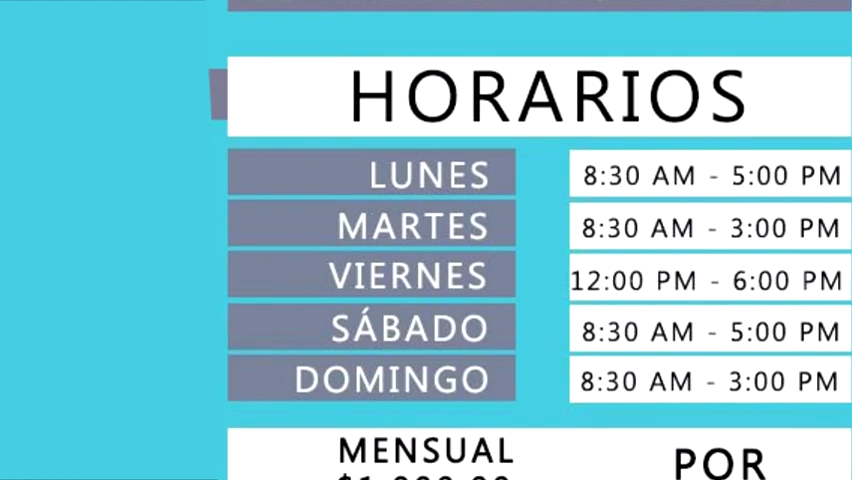 HORARIOS
LUNES 8:30 AM - 5:00 PM
MARTES 8:30 AM - 3:00 PM
VIERNES 12:00 PM - 6:00 PM
SÁBADO 8:30 AM - 5:00 PM
DOMINGO 8:30 AM - 3:00 PM
MENSUAL POR